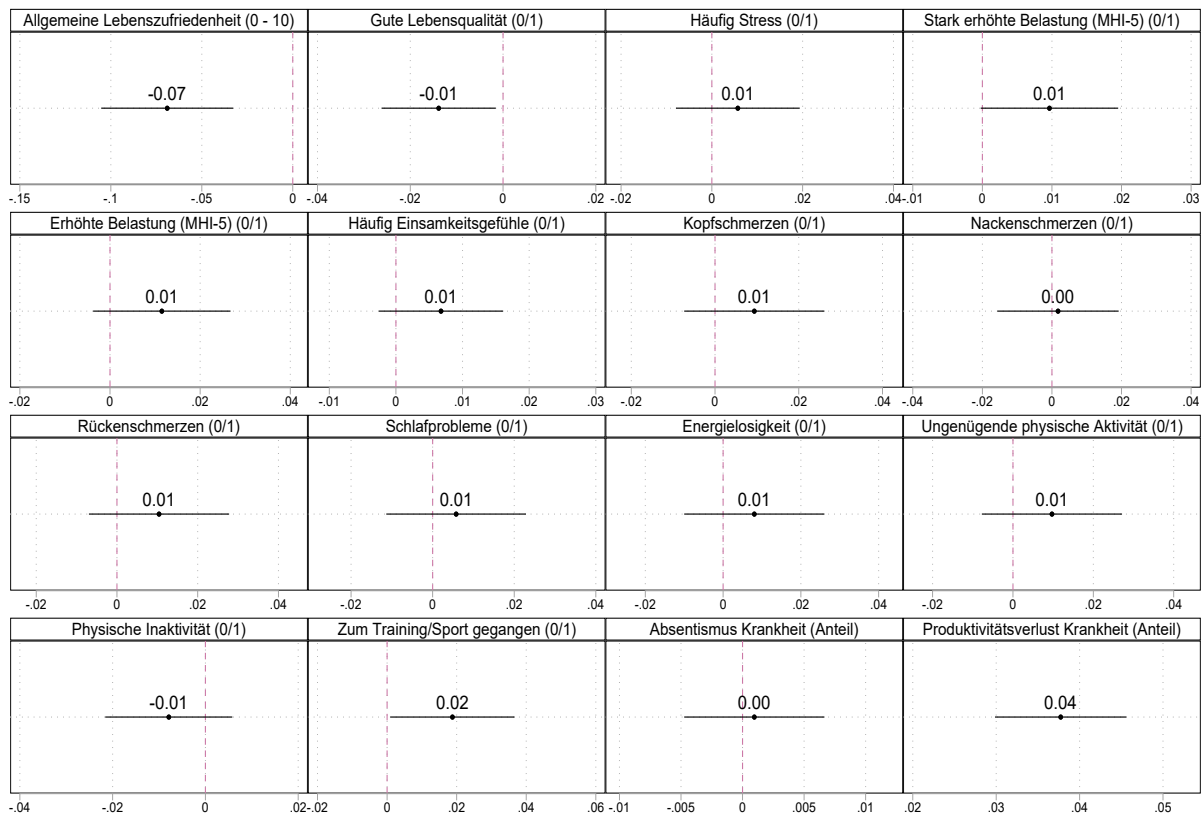 Allgemeine Lebenszufriedenheit (0 - 10)
Gute Lebensqualität (0/1)
Häufig Stress (0/1)
Stark erhöhte Belastung (MHI-5) (0/1)
-0.07
-0.01
0.01
0.01
-.15 -.1 -.05 0
-.04 -.02 0 .02
-.02 0 .02 .04
-.01 0 .01 .02 .03
Erhöhte Belastung (MHI-5) (0/1)
Häufig Einsamkeitsgefühle (0/1)
Kopfschmerzen (0/1)
Nackenschmerzen (0/1)
0.01
0.01
0.01
0.00
-.02 0 .02 .04
-.01 0 .01 .02 .03
-.02 0 .02 .04
-.04 -.02 0 .02 .04
Rückenschmerzen (0/1)
Schlafprobleme (0/1)
Energielosigkeit (0/1)
Ungenügende physische Aktivität (0/1)
0.01
0.01
0.01
0.01
-.02 0 .02 .04
-.02 0 .02 .04
-.02 0 .02 .04
-.02 0 .02 .04
Physische Inaktivität (0/1)
Zum Training/Sport gegangen (0/1)
Absentismus Krankheit (Anteil)
Produktivitätsverlust Krankheit (Anteil)
-0.01
0.02
0.00
0.04
-.04 -.02 0 .02
-.02 0 .02 .04 .06
-.01 -.005 0 .005 .01
.02 .03 .04 .05